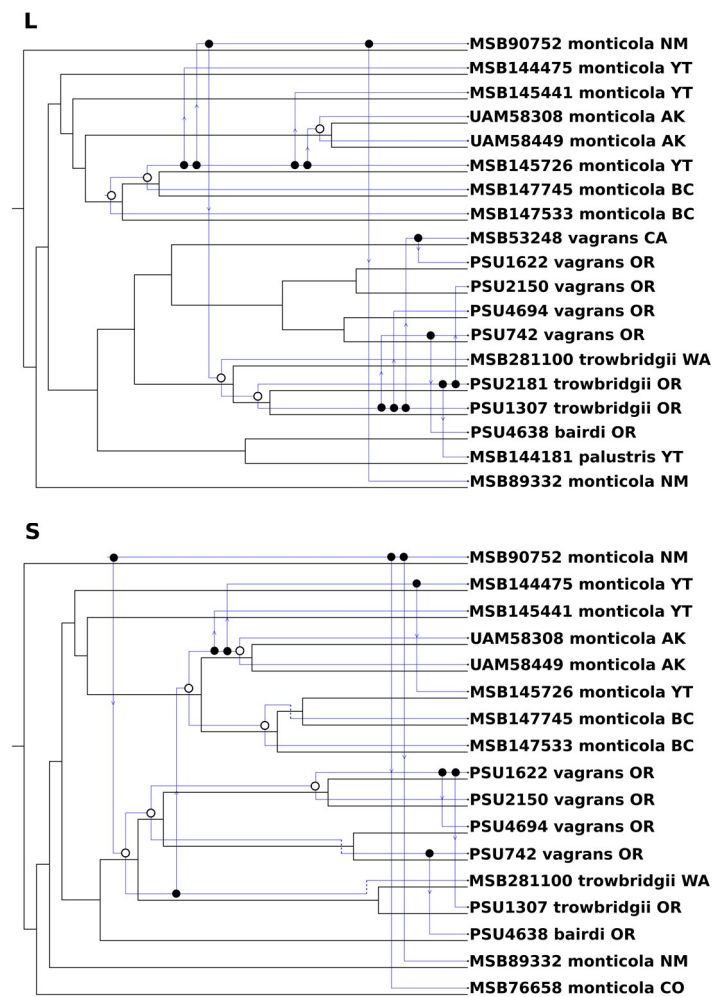 L
MSB90752 monticola NM
MSB144475 monticola YT
MSB145441 monticola YT
UAM58308 monticola AK
UAM58449 monticola AK
MSB145726 monticola YT
MSB147745 monticola BC
MSB147533 monticola BC
MSB53248 vagrans CA
PSU1622 vagrans OR
PSU2150 vagrans OR
PSU4694 vagrans OR
PSU742 vagrans OR
MSB281100 trowbridgii WA
PSU2181 trowbridgii OR
PSU1307 trowbridgii OR
PSU4638 bairdi OR
MSB144181 palustris YT
MSB89332 monticola NM
S
MSB90752 monticola NM
MSB144475 monticola YT
MSB145441 monticola YT
UAM58308 monticola AK
UAM58449 monticola AK
MSB145726 monticola YT
MSB147745 monticola BC
MSB147533 monticola BC
PSU1622 vagrans OR
PSU2150 vagrans OR
PSU4694 vagrans OR
PSU742 vagrans OR
MSB281100 trowbridgii WA
PSU1307 trowbridgii OR
PSU4638 bairdi OR
MSB89332 monticola NM
MSB76658 monticola CO